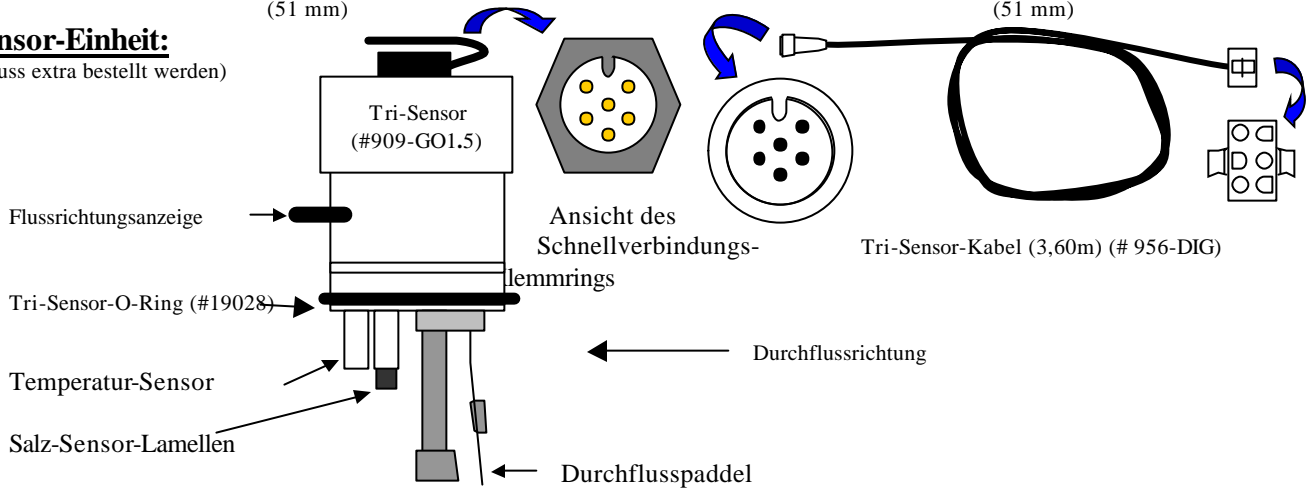 (51 mm)
(51 mm)
nsor-Einheit:
uss extra bestellt werden)
Tri-Sensor
(#909-GO1.5)
Flussrichtungsanzeige
Ansicht des
Schnellverbindungs-
lemmrings
Tri-Sensor-Kabel (3,60m) (# 956-DIG)
Tri-Sensor-O-Ring (#19028)
Durchflussrichtung
Temperatur-Sensor
Salz-Sensor-Lamellen
Durchflusspaddel